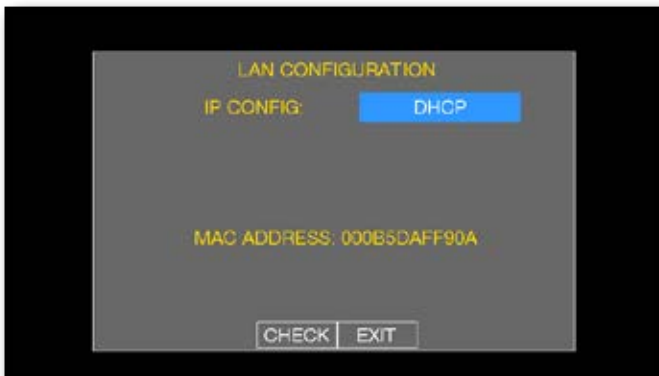 LAN CONFIGURATION
IP CONFIG: DHCP
MAC ADDRESS: 000B5DAFF90A
CHECK EXIT